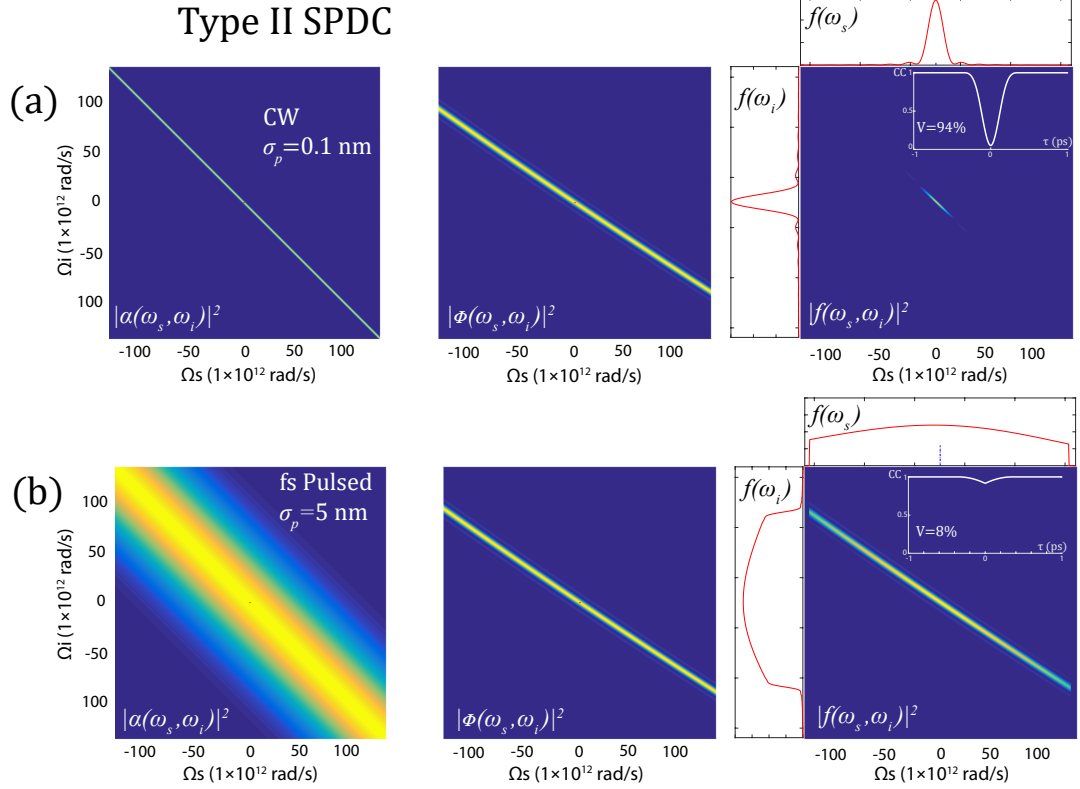 Type II SPDC
(a)
CW
σp=0.1 nm
|α(ωs,ωi)|²
Ωi (1×10¹² rad/s)
100
50
0
-50
100
-100 -50 0 50 100
Ωs (1×10¹² rad/s)
|Φ(ωs,ωi)|²
-100 -50 0 50 100
Ωs (1×10¹² rad/s)
f(ωs)
f(ωi)
CC 1
0.5
0
V=94%
τ (ps)
-1 0 1
|f(ωs,ωi)|²
-100 -50 0 50 100
Ωs (1×10¹² rad/s)
(b)
fs Pulsed
σp=5 nm
|α(ωs,ωi)|²
Ωi (1×10¹² rad/s)
100
50
0
-50
100
-100 -50 0 50 100
Ωs (1×10¹² rad/s)
|Φ(ωs,ωi)|²
-100 -50 0 50 100
Ωs (1×10¹² rad/s)
f(ωs)
f(ωi)
CC
1
0.5
0
V=8%
τ (ps)
-1 0 1
|f(ωs,ωi)|²
-100 -50 0 50 100
Ωs (1×10¹² rad/s)